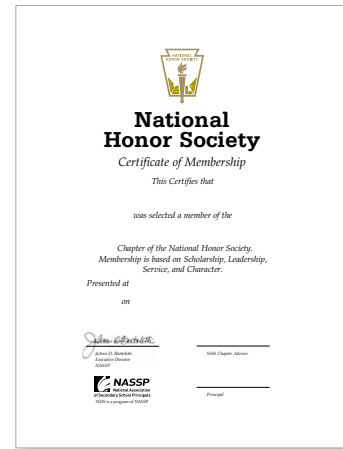 NATIONAL
HONOR SOCIETY
National
Honor Society
Certificate of Membership
This Certifies that
was selected a member of the
Chapter of the National Honor Society.
Membership is based on Scholarship, Leadership,
Service, and Character.
Presented at
on
JoAnn D. Bartoletti
Executive Director
NASSP
NHS Chapter Adviser
NASSP
National Association
of Secondary School Principals
NHS is a program of NASSP
Principal